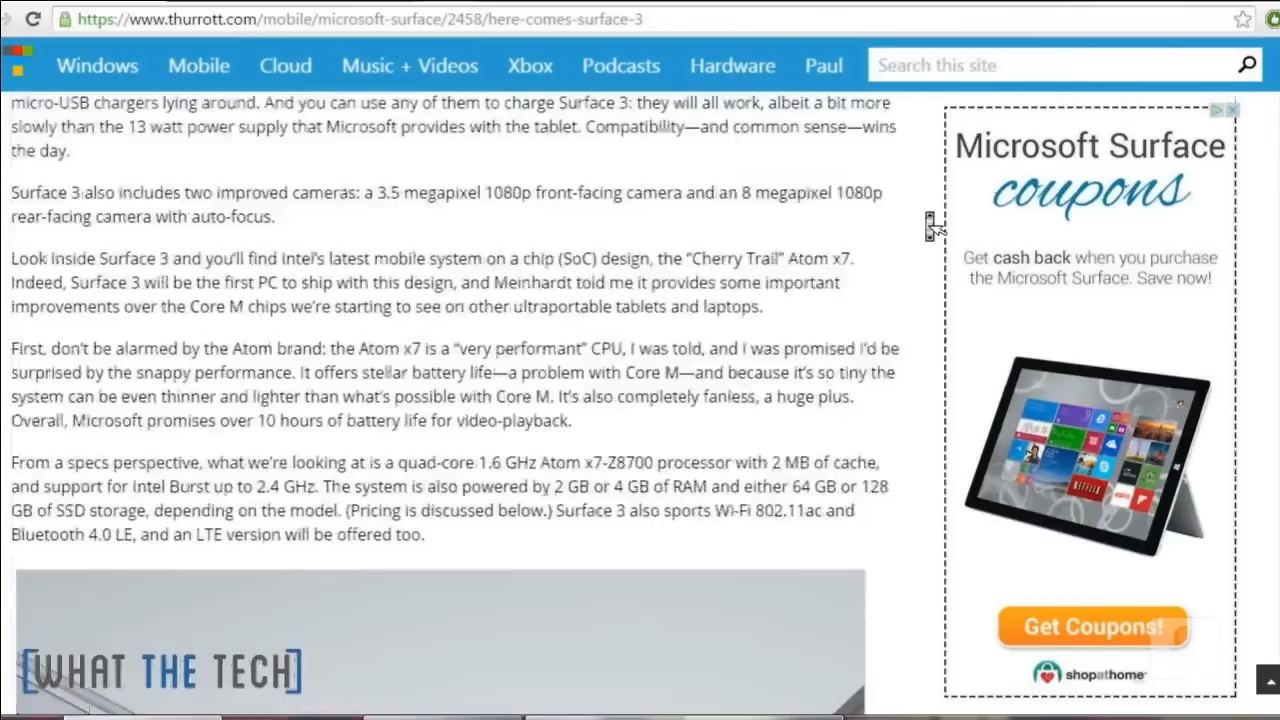 https://www.thurrott.com/mobile/microsoft-surface/2458/here-comes-surface-3
Windows Mobile Cloud Music + Videos Xbox Podcasts Hardware Paul Search this site
micro-USB chargers lying around. And you can use any of them to charge Surface 3: they will all work, albeit a bit more
slowly than the 13 watt power supply that Microsoft provides with the tablet. Compatibility—and common sense—wins
the day.
Surface 3 also includes two improved cameras: a 3.5 megapixel 1080p front-facing camera and an 8 megapixel 1080p
rear-facing camera with auto-focus.
Look inside Surface 3 and you'll find Intel's latest mobile system on a chip (SoC) design, the "Cherry Trail" Atom x7.
Indeed, Surface 3 will be the first PC to ship with this design, and Meinhardt told me it provides some important
improvements over the Core M chips we're starting to see on other ultraportable tablets and laptops.
First, don't be alarmed by the Atom brand: the Atom x7 is a "very performant" CPU, I was told, and I was promised I'd be
surprised by the snappy performance. It offers stellar battery life—a problem with Core M—and because it's so tiny the
system can be even thinner and lighter than what's possible with Core M. It's also completely fanless, a huge plus.
Overall, Microsoft promises over 10 hours of battery life for video-playback.
From a specs perspective, what we're looking at is a quad-core 1.6 GHz Atom x7-Z8700 processor with 2 MB of cache,
and support for Intel Burst up to 2.4 GHz. The system is also powered by 2 GB or 4 GB of RAM and either 64 GB or 128
GB of SSD storage, depending on the model. (Pricing is discussed below.) Surface 3 also sports Wi-Fi 802.11ac and
Bluetooth 4.0 LE, and an LTE version will be offered too.
[WHAT THE TECH]
Microsoft Surface
coupons
Get cash back when you purchase
the Microsoft Surface. Save now!
NETFLIX
Get Coupons!
shopathome